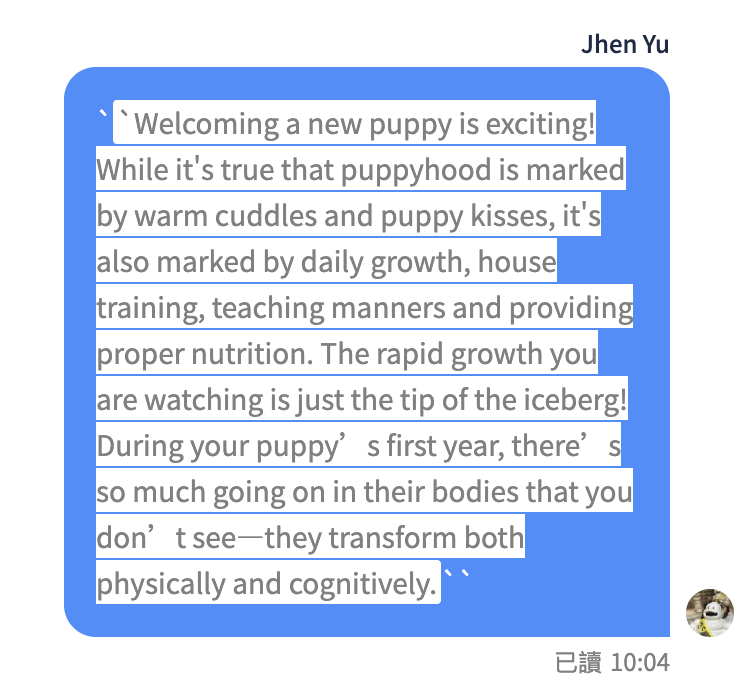 Jhen Yu
``Welcoming a new puppy is exciting!
While it's true that puppyhood is marked
by warm cuddles and puppy kisses, it's
also marked by daily growth, house
training, teaching manners and providing
proper nutrition. The rapid growth you
are watching is just the tip of the iceberg!
During your puppy’s first year, there’s
so much going on in their bodies that you
don’t see—they transform both
physically and cognitively.``
已讀 10:04